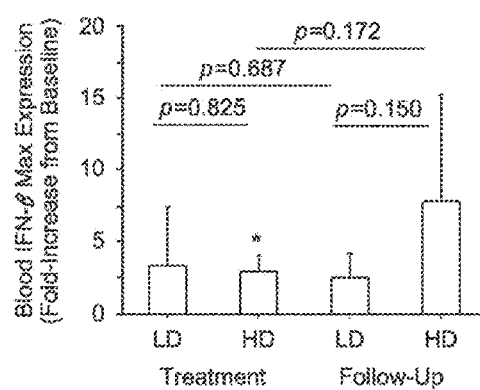 Blood IFN-β Max Expression
(Fold-Increase from Baseline)
20
15
10
5
0
p=0.172
p=0.687
p=0.825
p=0.150
*
LD HD LD HD
Treatment Follow-Up